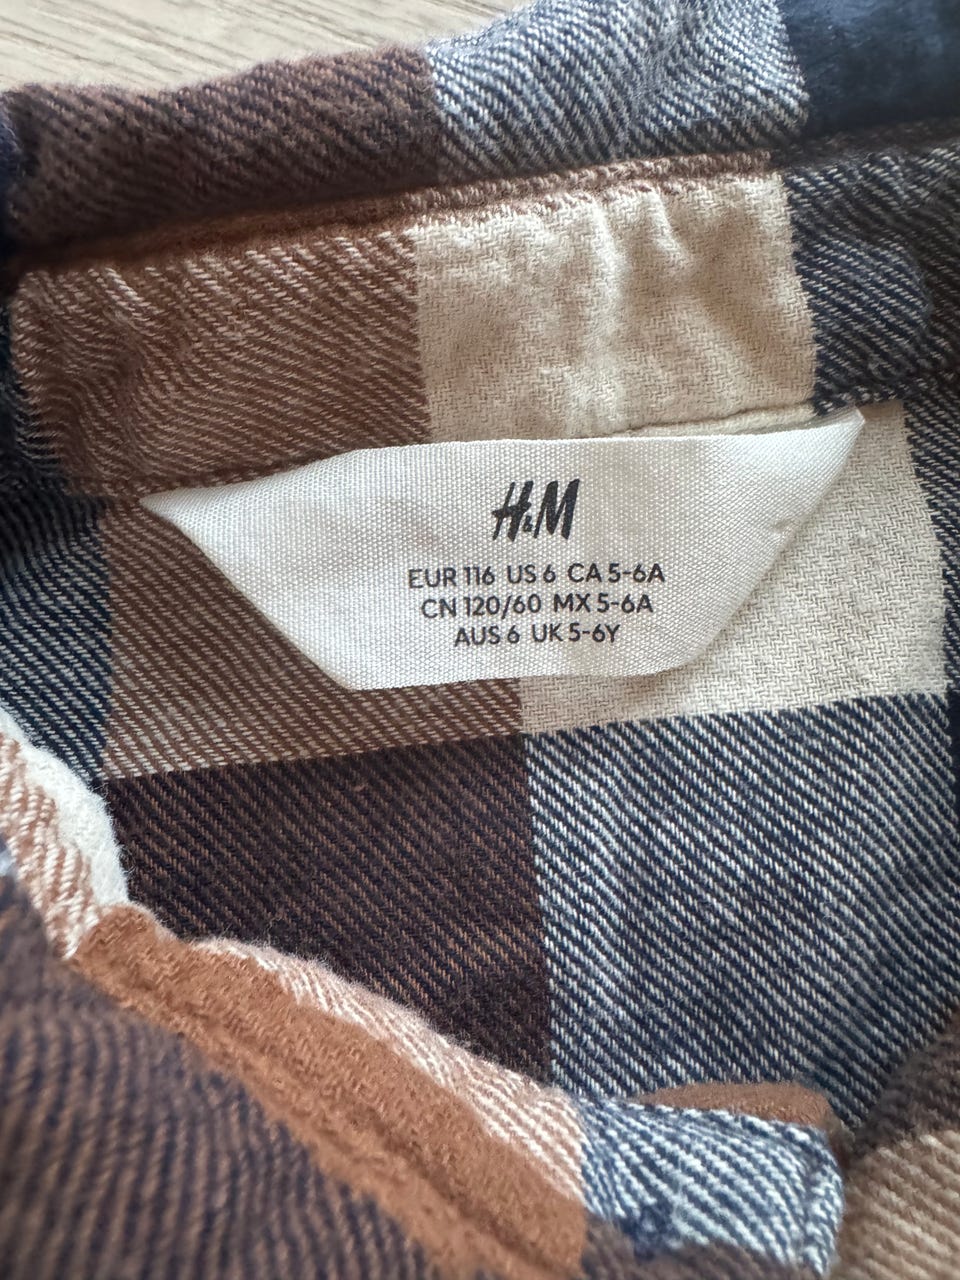 H&M
EUR 116 US 6 CA 5-6A
CN 120/60 MX 5-6A
AUS 6 UK 5-6Y